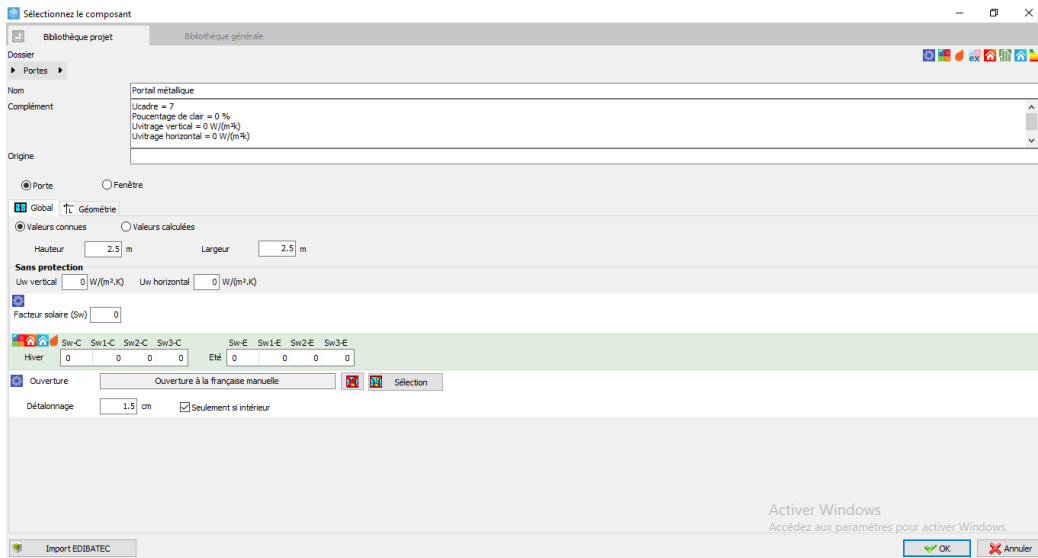 Sélectionnez le composant
Bibliothèque projet
Bibliothèque générale
Dossier
Portes
ex
Nom
Portail métallique
Complément
Ucadre = 7
Poucentage de clair = 0 %
Uvitrage vertical = 0 W/(m²k)
Uvitrage horizontal = 0 W/(m²k)
Origine
Porte
Fenêtre
Global
Géométrie
Valeurs connues
Valeurs calculées
Hauteur 2.5 m Largeur 2.5 m
Sans protection
Uw vertical 0 W/(m².K) Uw horizontal 0 W/(m².K)
Facteur solaire (Sw) 0
Sw-C Sw1-C Sw2-C Sw3-C Sw-E Sw1-E Sw2-E Sw3-E
Hiver 0 0 0 0 Eté 0 0 0 0
Ouverture Ouverture à la française manuelle Sélection
Détalonnage 1.5 cm Seulement si intérieur
Activer Windows
Accédez aux paramètres pour activer Windows.
Import EDIBATEC OK Annuler